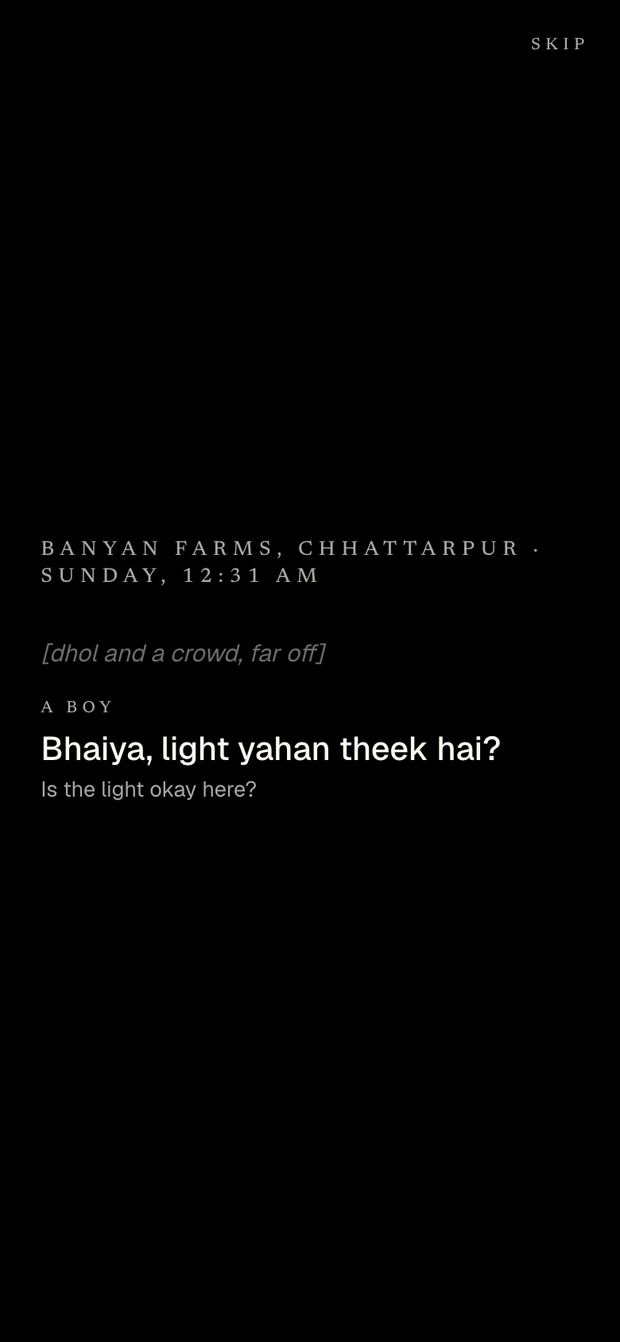 SKIP
BANYAN FARMS, CHHATTARPUR ·
SUNDAY, 12:31 AM
[dhol and a crowd, far off]
A BOY
Bhaiya, light yahan theek hai?
Is the light okay here?